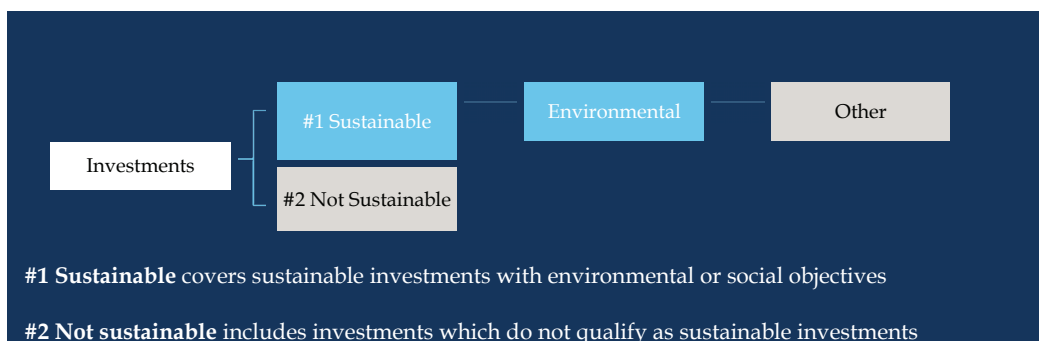 #1 Sustainable
Environmental
Other
Investments
#2 Not Sustainable
#1 Sustainable covers sustainable investments with environmental or social objectives
#2 Not sustainable includes investments which do not qualify as sustainable investments